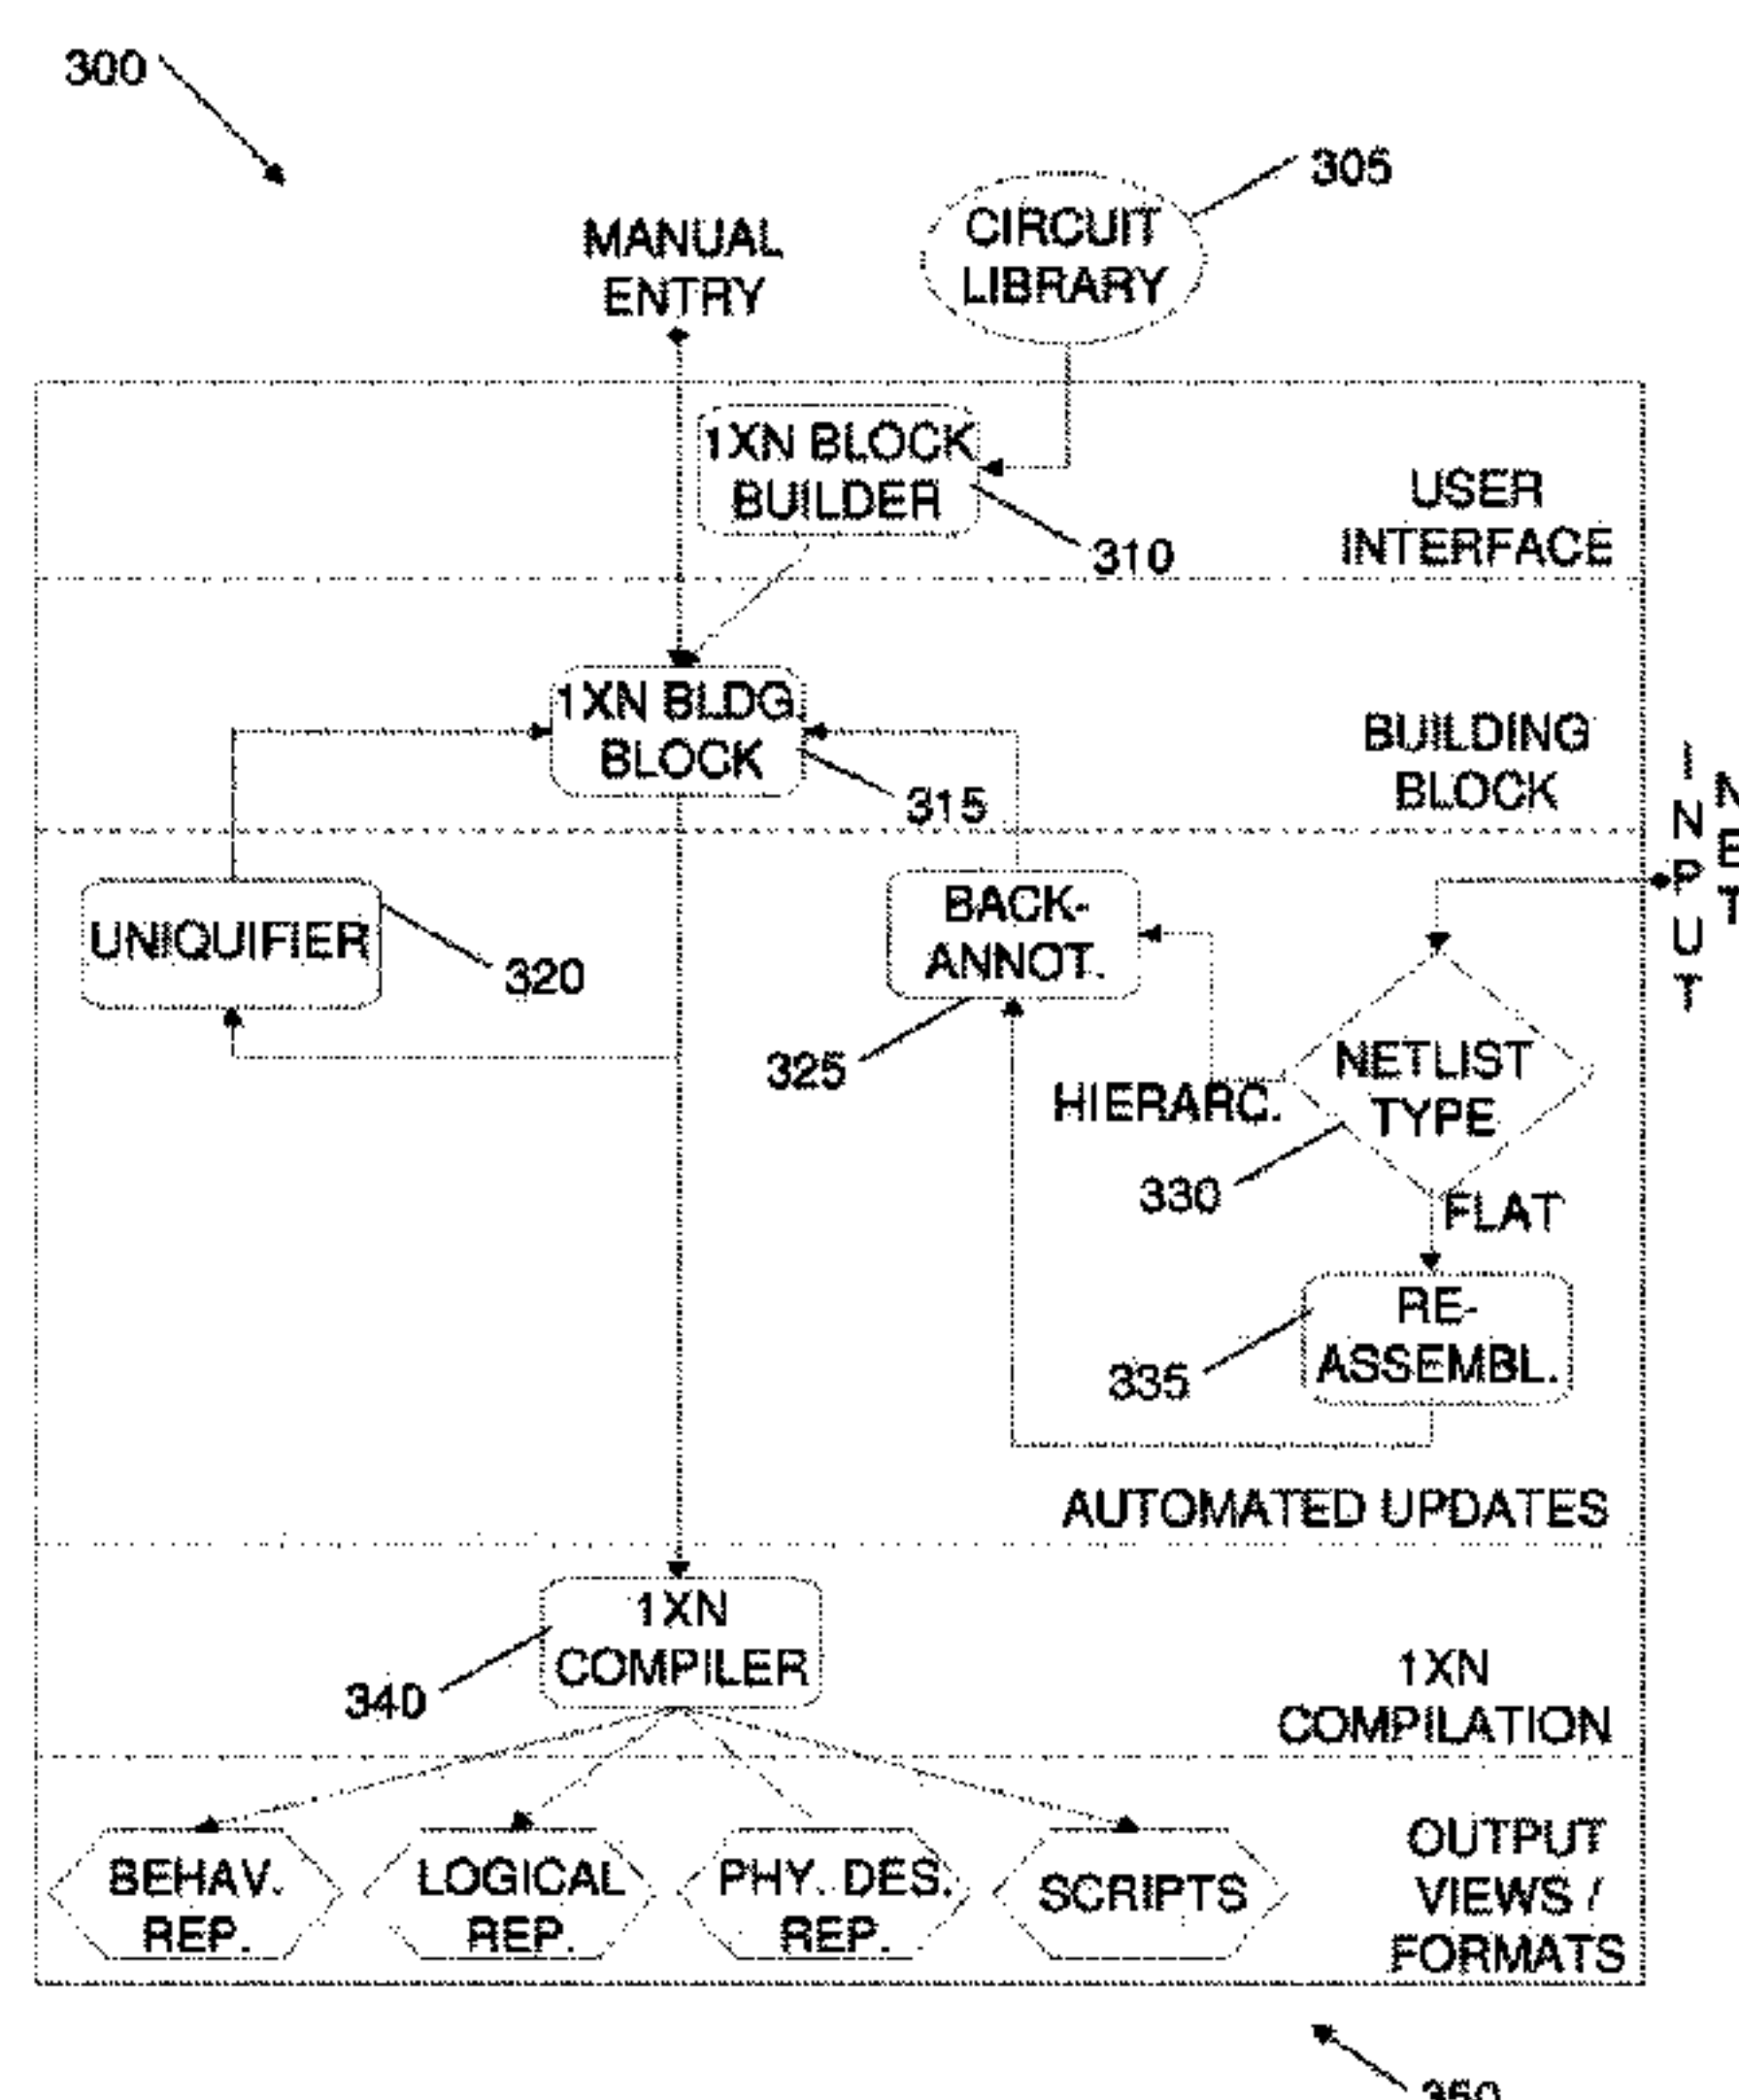 300
305
CIRCUIT
LIBRARY
MANUAL
ENTRY
1XN BLOCK
BUILDER
310
USER
INTERFACE
1XN BLDG.
BLOCK
315
BUILDING
BLOCK
INPUT
UNIQUIFIER
320
BACK-
ANNOT.
325
HIERARC.
NETLIST
TYPE
330
FLAT
RE-
ASSEMBL.
335
AUTOMATED UPDATES
1XN
COMPILER
340
1XN
COMPILATION
BEHAV.
REP.
LOGICAL
REP.
PHY. DES.
REP.
SCRIPTS
OUTPUT
VIEWS /
FORMATS